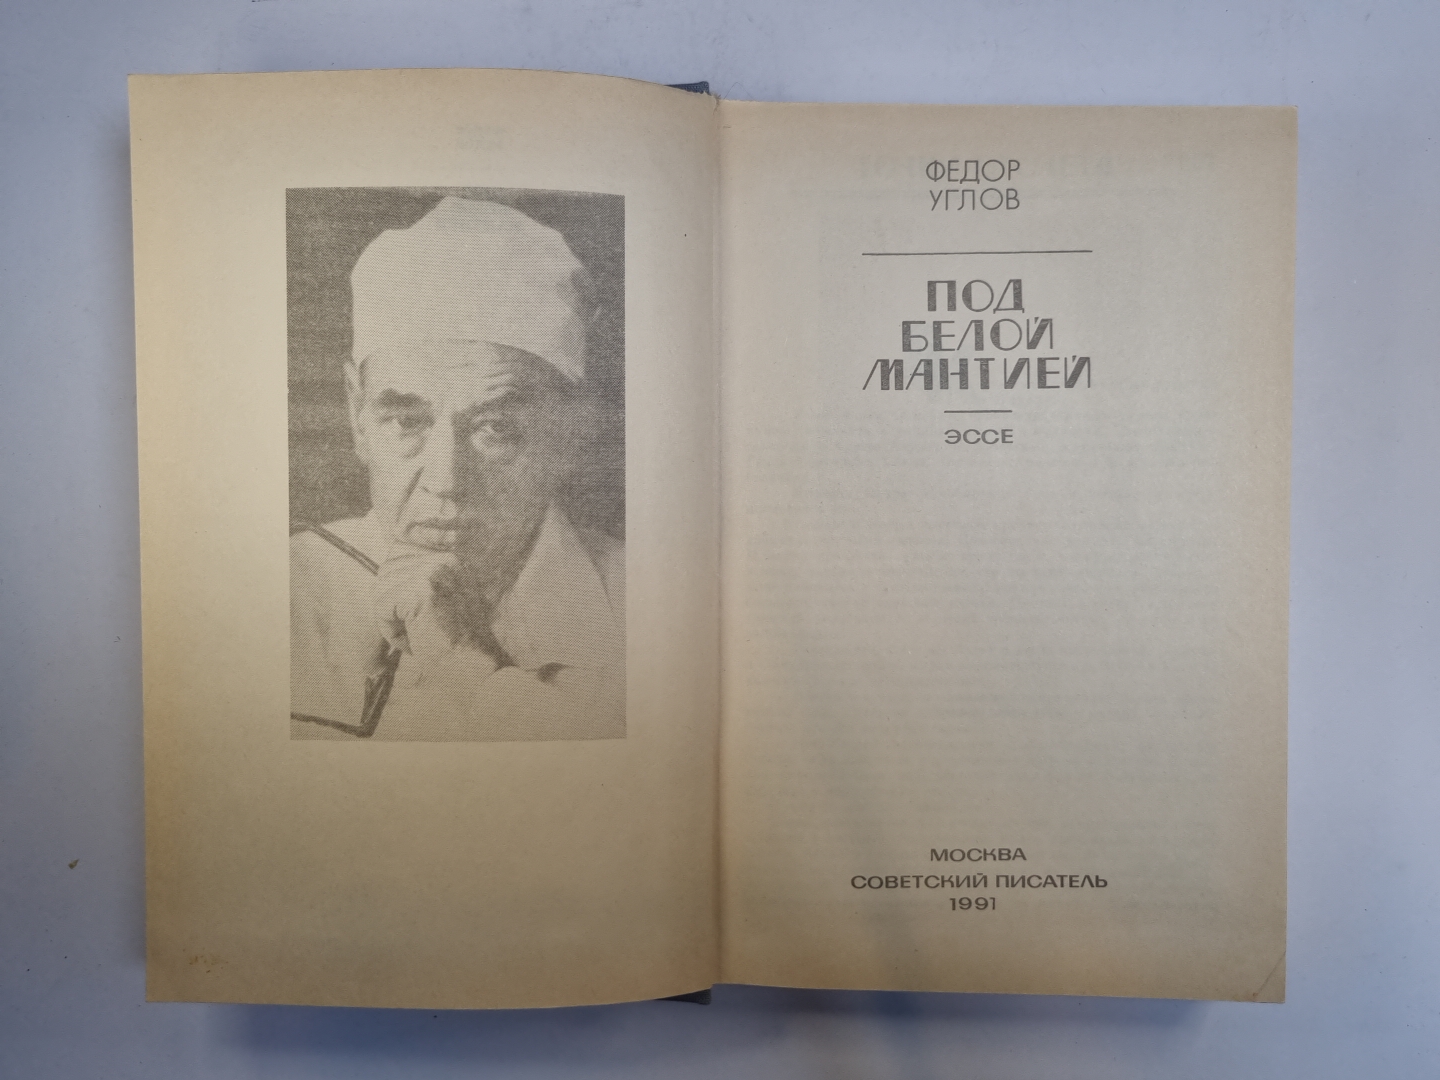 ФЕДОР
УГЛОВ
ПОД
БЕЛОЙ
МАНТИЕЙ
ЭССЕ
МОСКВА
СОВЕТСКИЙ ПИСАТЕЛЬ
1991